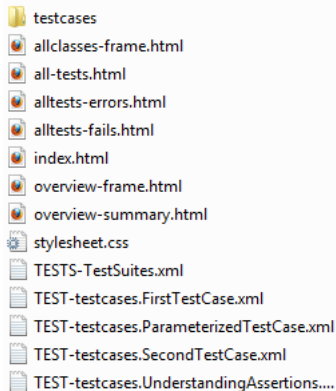 testcases
allclasses-frame.html
all-tests.html
alltests-errors.html
alltests-fails.html
index.html
overview-frame.html
overview-summary.html
stylesheet.css
TESTS-TestSuites.xml
TEST-testcases.FirstTestCase.xml
TEST-testcases.ParameterizedTestCase.xml
TEST-testcases.SecondTestCase.xml
TEST-testcases.UnderstandingAssertions....